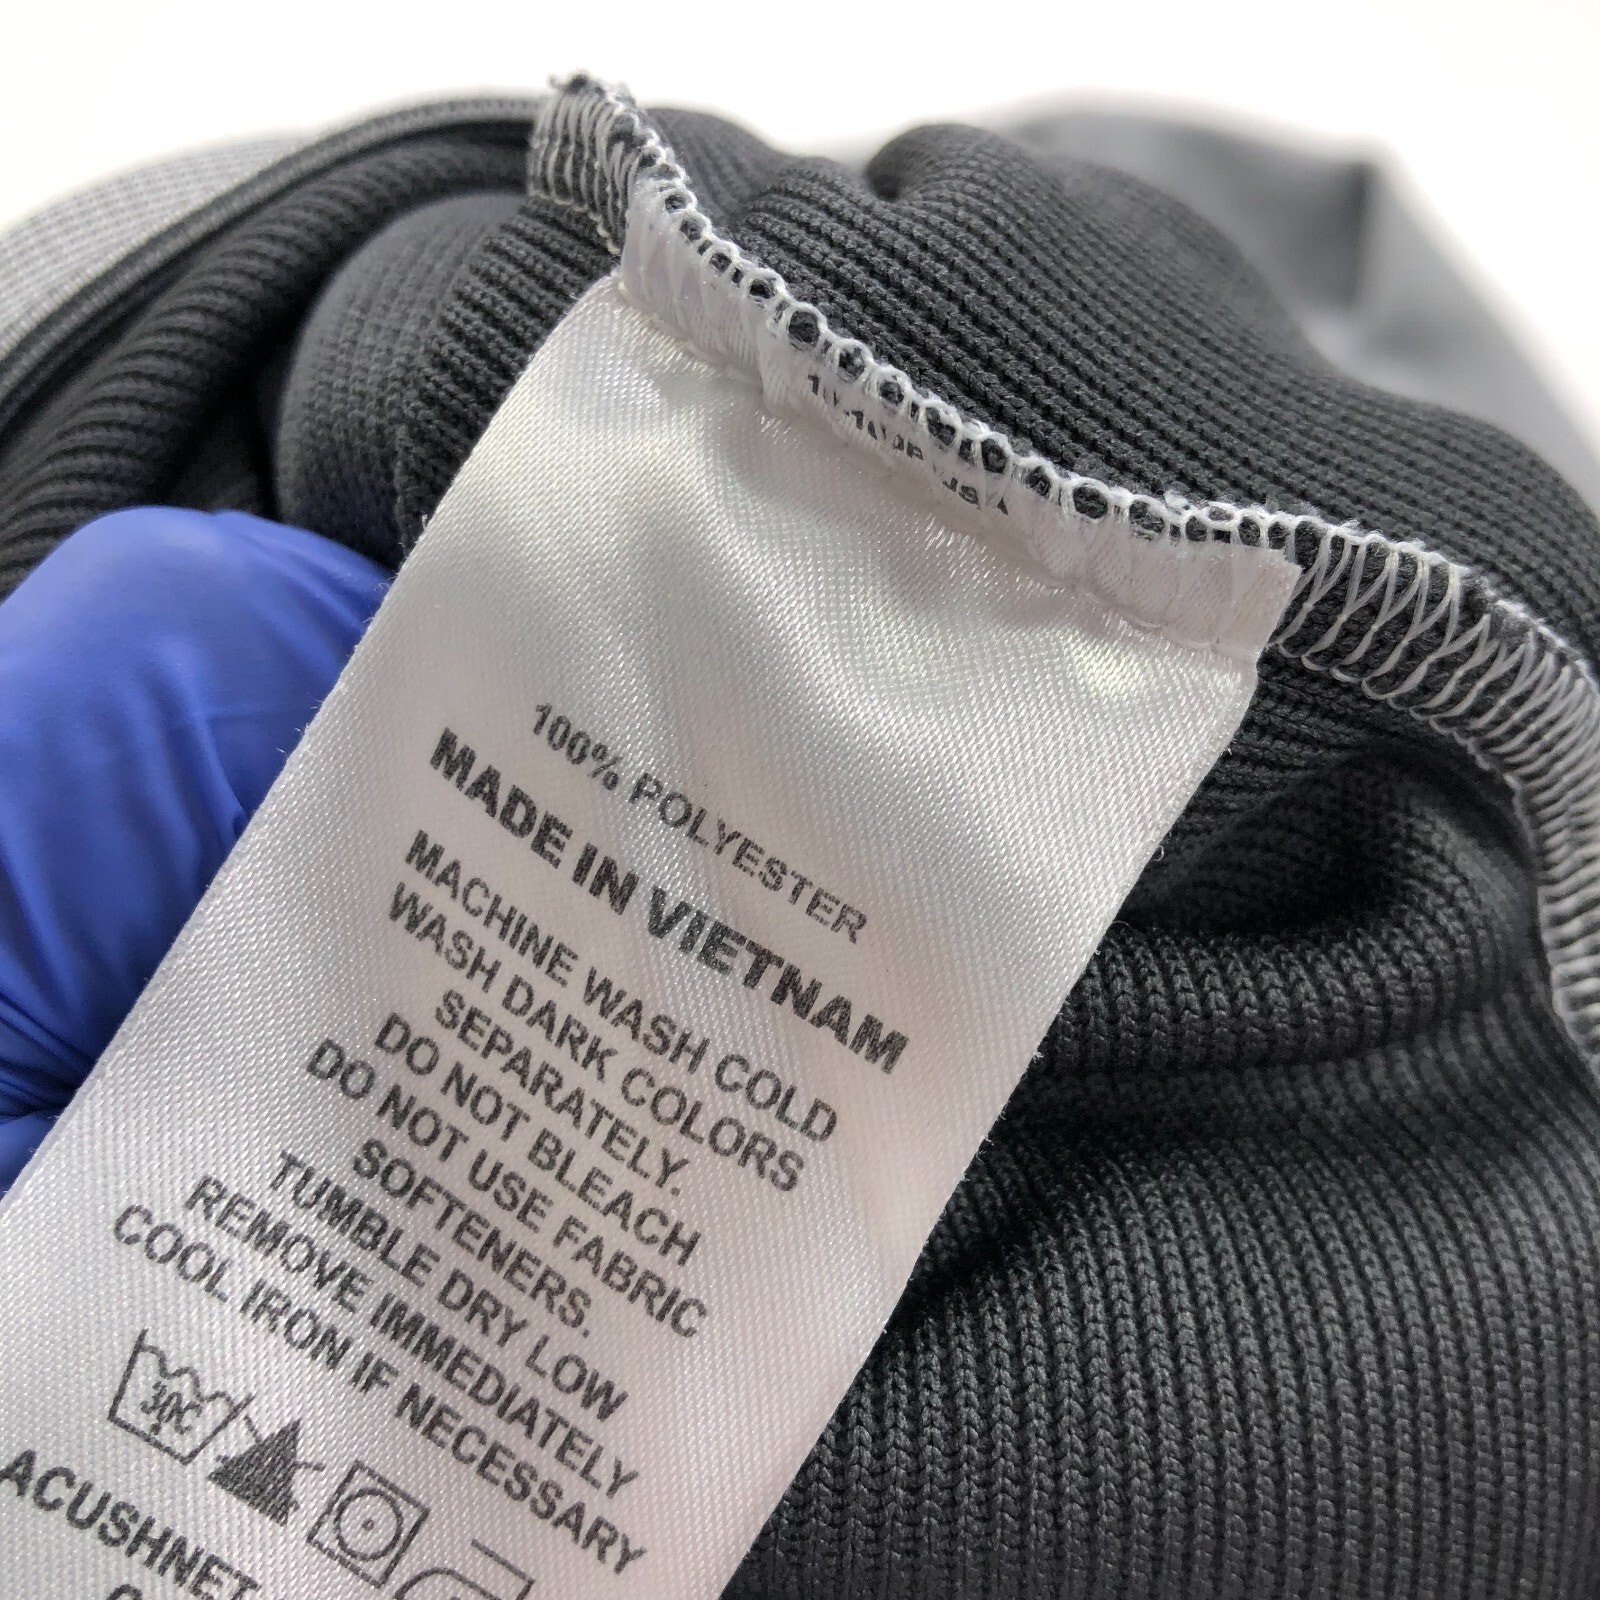 100% POLYESTER
MADE IN VIETNAM
MACHINE WASH COLD
WASH DARK COLORS
SEPARATELY.
DO NOT BLEACH
DO NOT USE FABRIC
SOFTENERS.
TUMBLE DRY LOW
REMOVE IMMEDIATELY
COOL IRON IF NECESSARY
30C
ACUSHNET